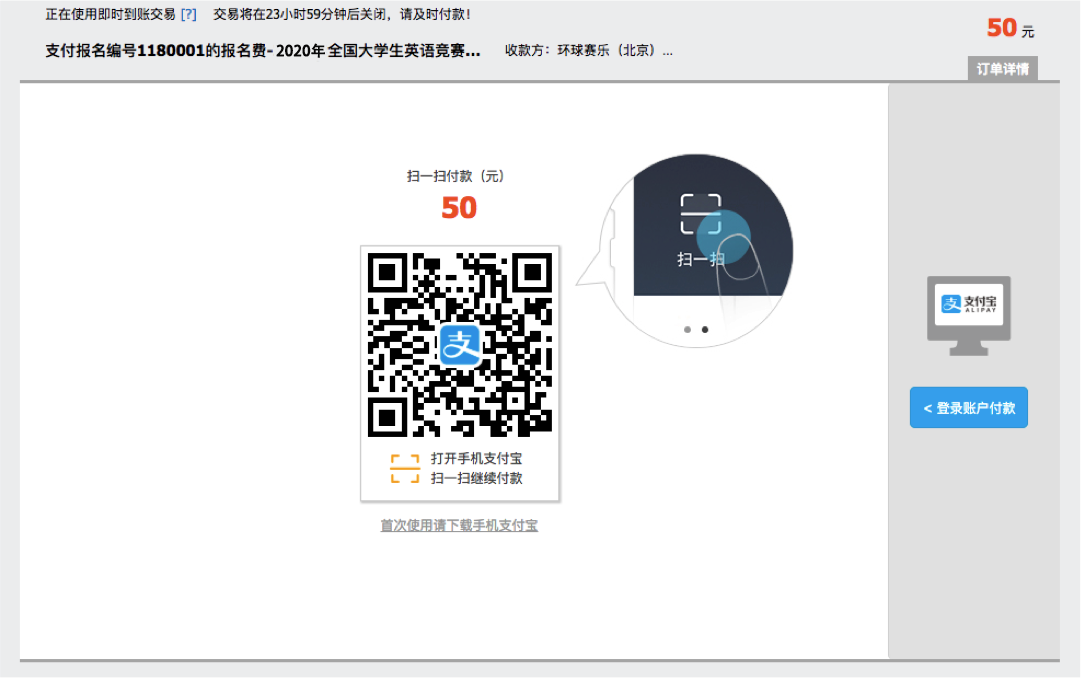 正在使用即时到账交易 [?] 交易将在23小时59分钟后关闭，请及时付款！
50 元
支付报名编号1180001的报名费-2020年全国大学生英语竞赛... 收款方：环球赛乐（北京）...
订单详情
扫一扫付款（元）
50
扫一扫
支
支付宝
ALIPAY
支
< 登录账户付款
打开手机支付宝
扫一扫继续付款
首次使用请下载手机支付宝